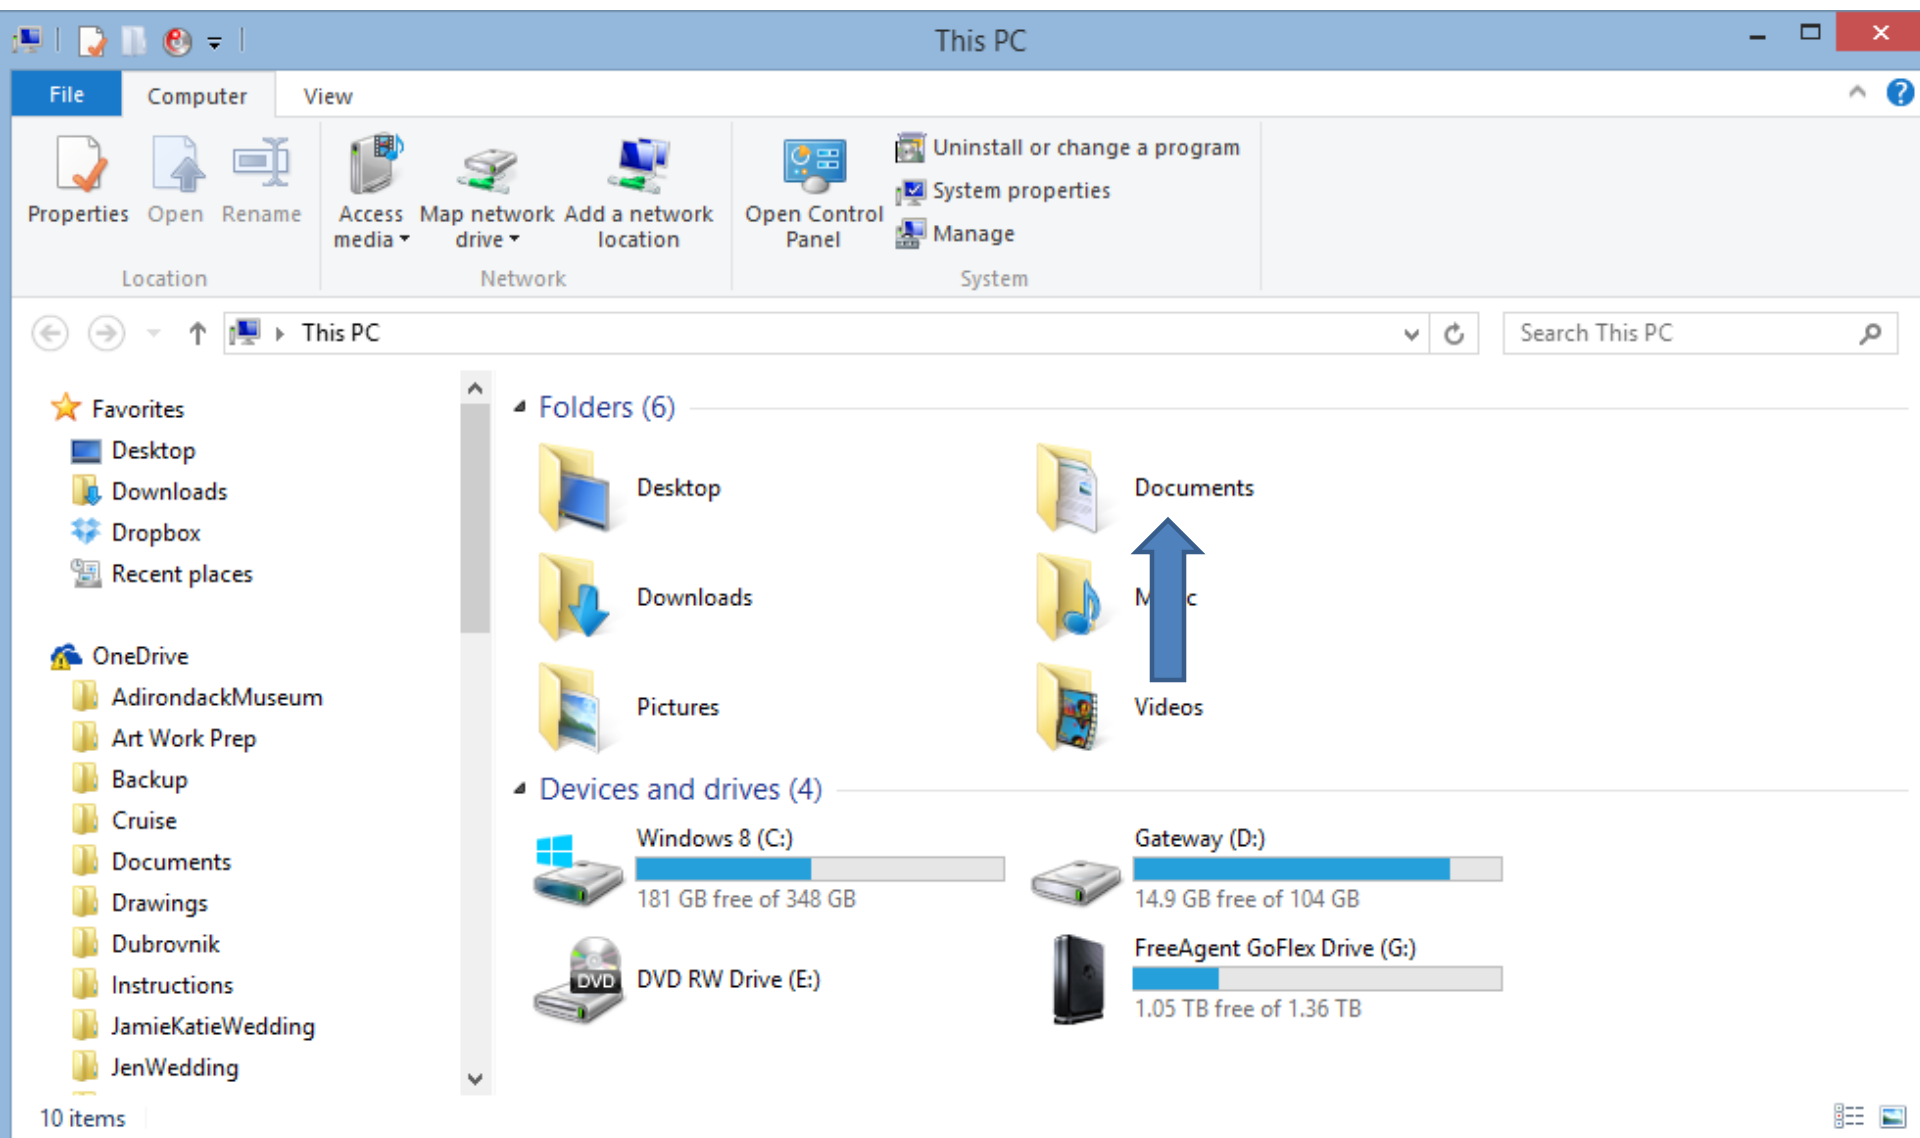 This PC
File Computer View
Properties Open Rename
Access media
Map network drive
Add a network location
Open Control Panel
Uninstall or change a program
System properties
Manage
Location Network System
This PC
Search This PC
Favorites
Desktop
Downloads
Dropbox
Recent places
OneDrive
AdirondackMuseum
Art Work Prep
Backup
Cruise
Documents
Drawings
Dubrovnik
Instructions
JamieKatieWedding
JenWedding
Folders (6)
Desktop
Documents
Downloads
Pictures
Videos
Devices and drives (4)
Windows 8 (C:)
181 GB free of 348 GB
Gateway (D:)
14.9 GB free of 104 GB
DVD
DVD RW Drive (E:)
FreeAgent GoFlex Drive (G:)
1.05 TB free of 1.36 TB
10 items